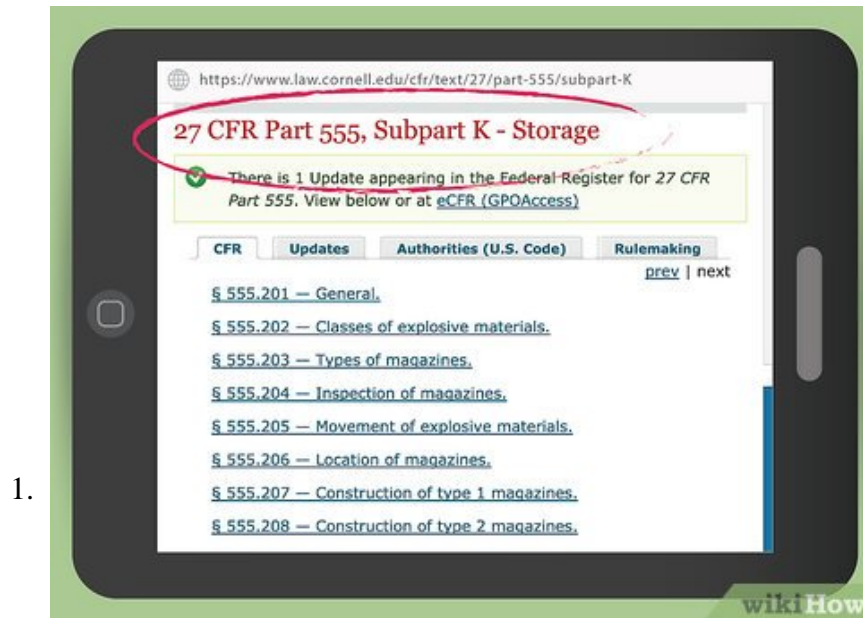 https://www.law.cornell.edu/cfr/text/27/part-555/subpart-K
27 CFR Part 555, Subpart K - Storage
There is 1 Update appearing in the Federal Register for 27 CFR
Part 555. View below or at eCFR (GPOAccess)
CFR Updates Authorities (U.S. Code) Rulemaking
prev | next
§ 555.201 — General.
§ 555.202 — Classes of explosive materials.
§ 555.203 — Types of magazines.
§ 555.204 — Inspection of magazines.
§ 555.205 — Movement of explosive materials.
§ 555.206 — Location of magazines.
1.
§ 555.207 — Construction of type 1 magazines.
§ 555.208 — Construction of type 2 magazines.
wikiHow